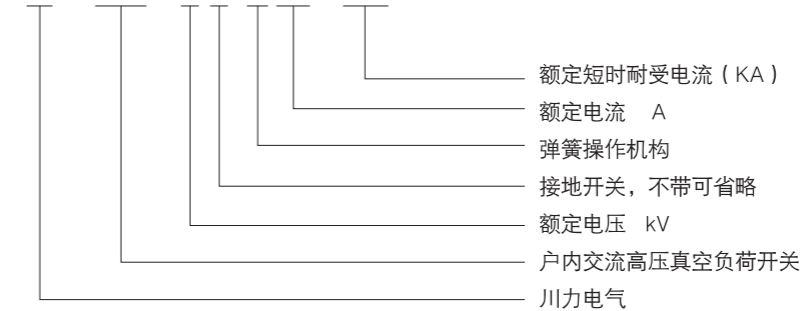 额定短时耐受电流（KA）
额定电流 A
弹簧操作机构
接地开关，不带可省略
额定电压 kV
户内交流高压真空负荷开关
川力电气